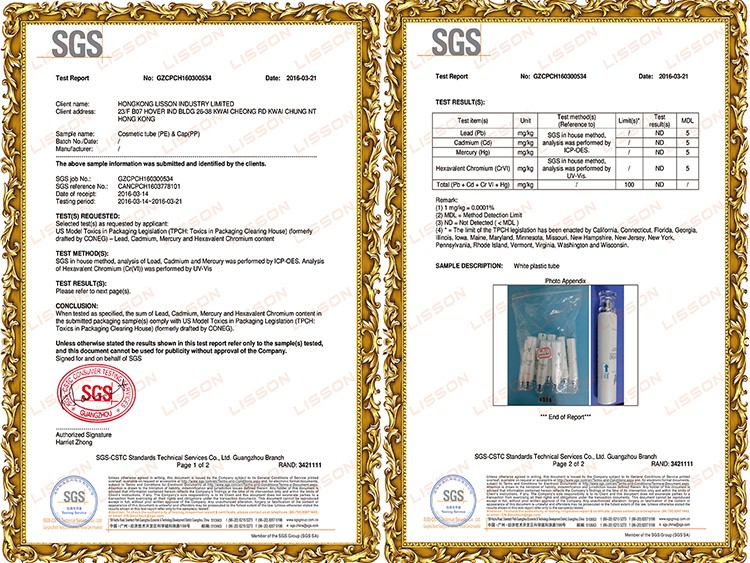 SGS
Test Report No: GZCPCH160300534 Date: 2016-03-21
Client name: HONGKONG LISSON INDUSTRY LIMITED
Client address: 23/F B07 HOVER IND BLDG 26-38 KWAI CHEONG RD KWAI CHUNG NT
HONG KONG
Sample name: Cosmetic tube (PE) & Cap(PP)
Batch No./Date: /
Manufacturer: /
The above sample information was submitted and identified by the clients.
SGS job No.: GZCPCH160300534
SGS reference No.: CANCPCH1603778101
Date of receipt: 2016-03-14
Testing period: 2016-03-14~2016-03-21
TEST(S) REQUESTED:
Selected test(s) as requested by applicant:
US Model Toxics in Packaging Legislation (TPCH: Toxics in Packaging Clearing House) (formerly
drafted by CONEG) – Lead, Cadmium, Mercury and Hexavalent Chromium content
TEST METHOD(S):
SGS in house method, analysis of Lead, Cadmium and Mercury was performed by ICP-OES. Analysis
of Hexavalent Chromium (Cr(VI)) was performed by UV-Vis
TEST RESULT(S):
Please refer to next page(s).
CONCLUSION:
When tested as specified, the sum of Lead, Cadmium, Mercury and Hexavalent Chromium content in
the submitted packaging sample(s) comply with US Model Toxics in Packaging Legislation (TPCH:
Toxics in Packaging Clearing House) (formerly drafted by CONEG).
Unless otherwise stated the results shown in this test report refer only to the sample(s) tested,
and this document cannot be used for publicity without approval of the Company.
Signed for and on behalf of SGS
SGS
GUANGZHOU
Authorized Signature
Harriet Zhong
SGS-CSTC Standards Technical Services Co., Ltd. Guangzhou Branch
Page 1 of 2 RAND: 3421111
SGS
Member of the SGS Group (SGS SA)
SGS
Test Report No: GZCPCH160300534 Date: 2016-03-21
TEST RESULT(S):
Test item(s) Unit Test method(s) (Reference to) Limit(s)* Test result(s) MDL
Lead (Pb) mg/kg SGS in house method, analysis was performed by ICP-OES. / ND 5
Cadmium (Cd) mg/kg / ND 5
Mercury (Hg) mg/kg / ND 5
Hexavalent Chromium (CrVI) mg/kg SGS in house method, analysis was performed by UV-Vis. / ND 5
Total (Pb + Cd + Cr VI + Hg) mg/kg / 100 ND /
Remark:
(1) 1 mg/kg = 0.0001%
(2) MDL = Method Detection Limit
(3) ND = Not Detected ( < MDL )
(4) * = The limit of the TPCH legislation has been enacted by California, Connecticut, Florida, Georgia,
Illinois, Iowa, Maine, Maryland, Minnesota, Missouri, New Hampshire, New Jersey, New York,
Pennsylvania, Rhode Island, Vermont, Virginia, Washington and Wisconsin.
SAMPLE DESCRIPTION: White plastic tube
Photo Appendix
*** End of Report***
SGS-CSTC Standards Technical Services Co., Ltd. Guangzhou Branch
Page 2 of 2 RAND: 3421111
SGS
Member of the SGS Group (SGS SA)
LISSON